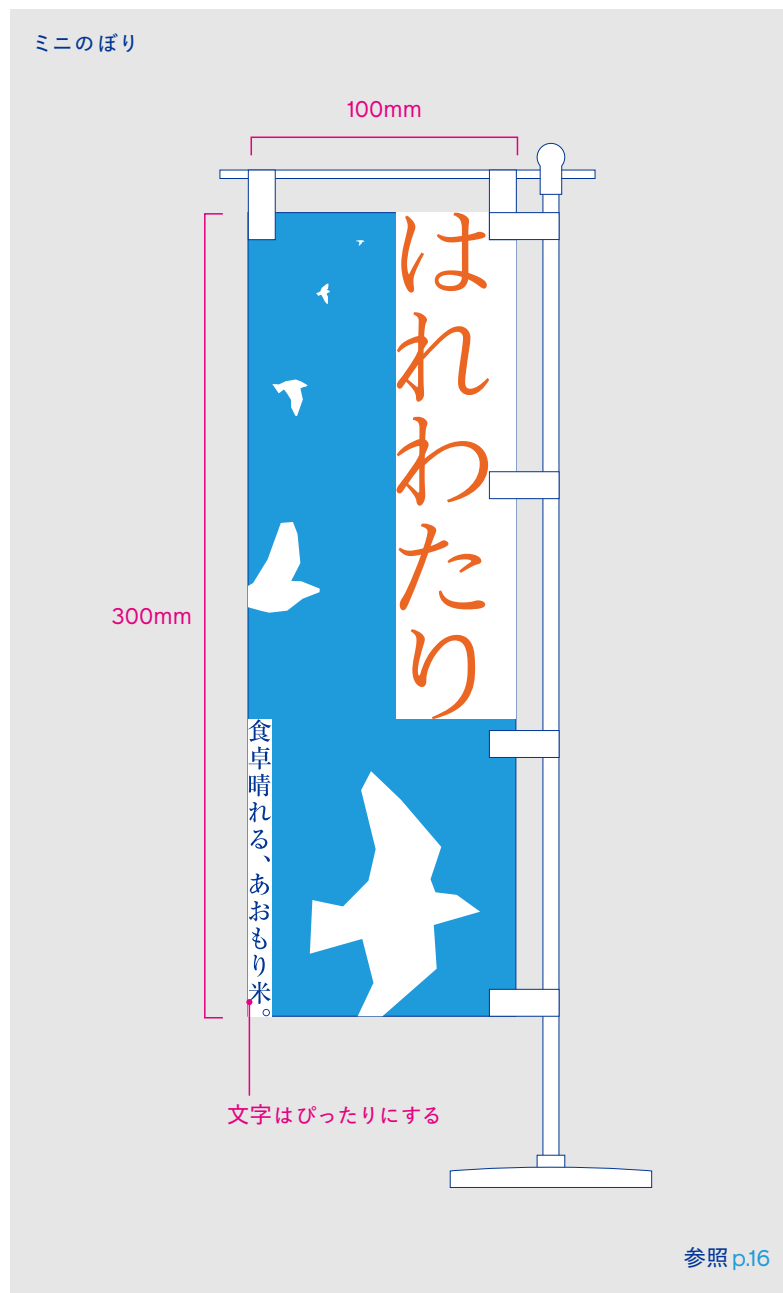 ミニのぼり
100mm
はれわたり
300mm
食卓晴れる、あおもり米。
文字はぴったりにする
参照 p.16